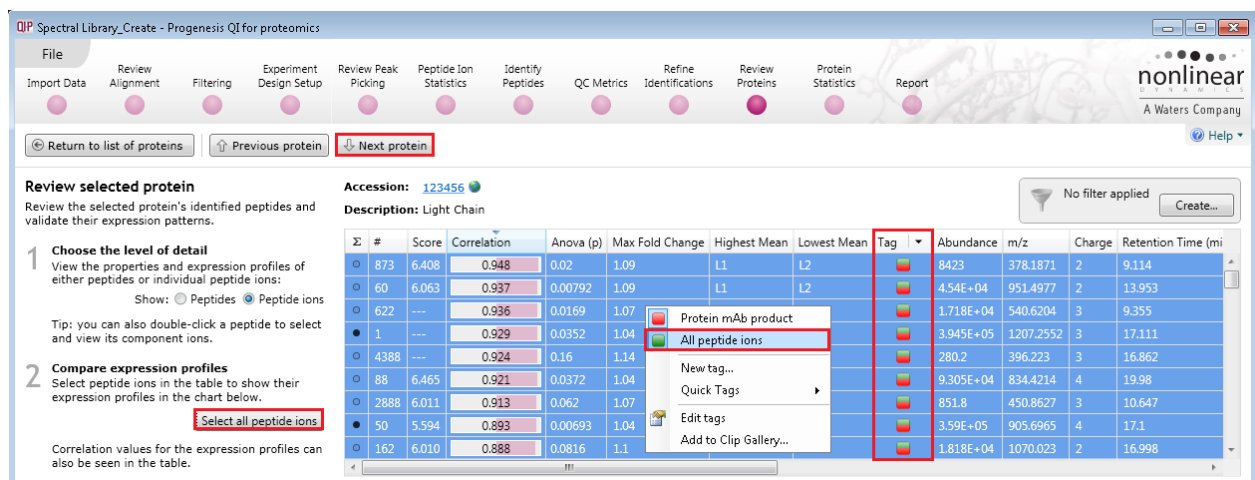 QIP Spectral Library_Create - Progenesis QI for proteomics
File
Import Data
Review Alignment
Filtering
Experiment Design Setup
Review Peak Picking
Peptide Ion Statistics
Identify Peptides
QC Metrics
Refine Identifications
Review Proteins
Protein Statistics
Report
nonlinear
DYNAMICS
A Waters Company
Return to list of proteins
Previous protein
Next protein
Help
Review selected protein
Review the selected protein's identified peptides and
validate their expression patterns.
1 Choose the level of detail
View the properties and expression profiles of
either peptides or individual peptide ions:
Show: Peptides Peptide ions
Tip: you can also double-click a peptide to select
and view its component ions.
2 Compare expression profiles
Select peptide ions in the table to show their
expression profiles in the chart below.
Select all peptide ions
Correlation values for the expression profiles can
also be seen in the table.
Accession: 123456
Description: Light Chain
No filter applied
Create...
Σ # Score Correlation Anova (p) Max Fold Change Highest Mean Lowest Mean Tag Abundance m/z Charge Retention Time (mi
873 6.408 0.948 0.02 1.09 L1 L2 8423 378.1871 2 9.114
60 6.063 0.937 0.00792 1.09 L1 L2 4.54E+04 951.4977 2 13.953
622 --- 0.936 0.0169 1.07 1.718E+04 540.6204 3 9.355
1 --- 0.929 0.0352 1.04 3.945E+05 1207.2552 3 17.111
4388 --- 0.924 0.16 1.14 280.2 396.223 3 16.862
88 6.465 0.921 0.0372 1.04 9.305E+04 834.4214 4 19.98
2888 6.011 0.913 0.062 1.07 851.8 450.8627 3 10.647
50 5.594 0.893 0.00693 1.04 3.59E+05 905.6965 4 17.1
162 6.010 0.888 0.0816 1.1 1.818E+04 1070.023 2 16.998
Protein mAb product
All peptide ions
New tag...
Quick Tags
Edit tags
Add to Clip Gallery...